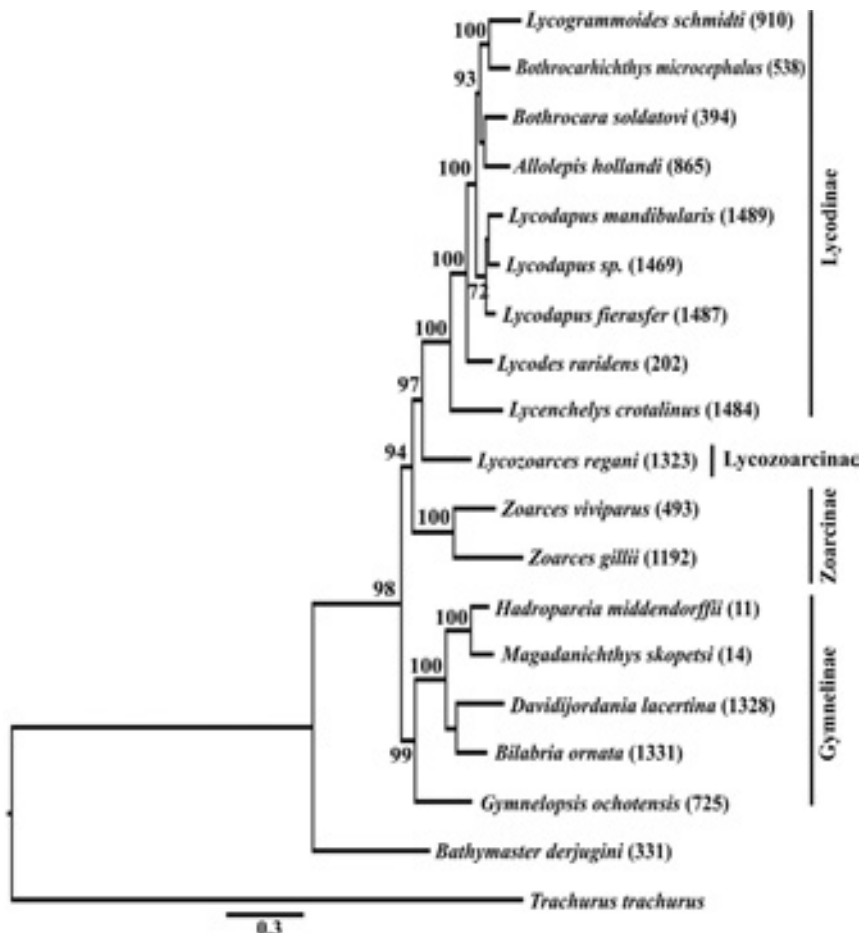 100
Lycogrammoides schmidti (910)
Bothrocarhichthys microcephalus (538)
93
Bothrocara soldatovi (394)
100
Allolepis hollandi (865)
Lycodapus mandibularis (1489)
100
Lycodapus sp. (1469)
72
Lycodapus fierasfer (1487)
100
Lycodes raridens (202)
97
Lycenchelys crotalinus (1484)
Lycodinae
94
Lycozoarces regani (1323)
Lycozoarcinae
100
Zoarces viviparus (493)
Zoarces gillii (1192)
Zoarcinae
98
100
Hadropareia middendorffii (11)
Magadanichthys skopetsi (14)
100
Davidijordania lacertina (1328)
99
Bilabria ornata (1331)
Gymnelopsis ochotensis (725)
Gymnelinae
Bathymaster derjugini (331)
Trachurus trachurus
0.3